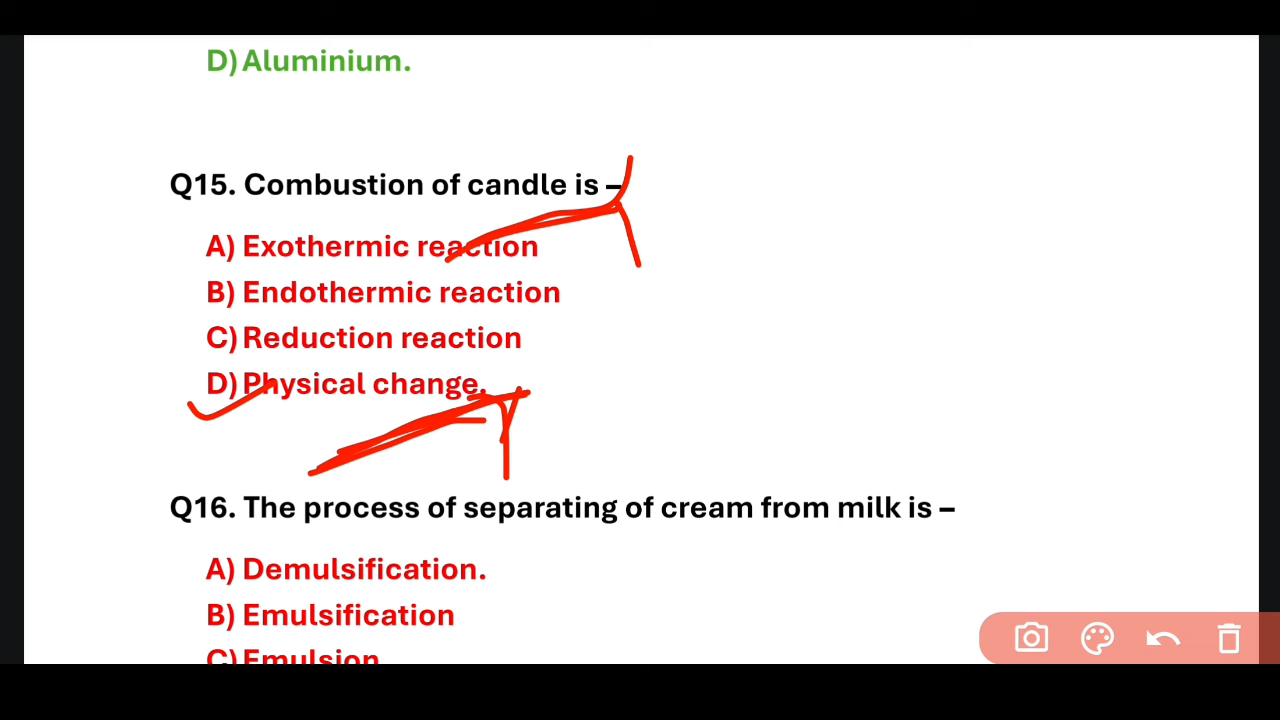 D) Aluminium.
Q15. Combustion of candle is –
A) Exothermic reaction
B) Endothermic reaction
C) Reduction reaction
D) Physical change.
Q16. The process of separating of cream from milk is –
A) Demulsification.
B) Emulsification
C) Emulsion